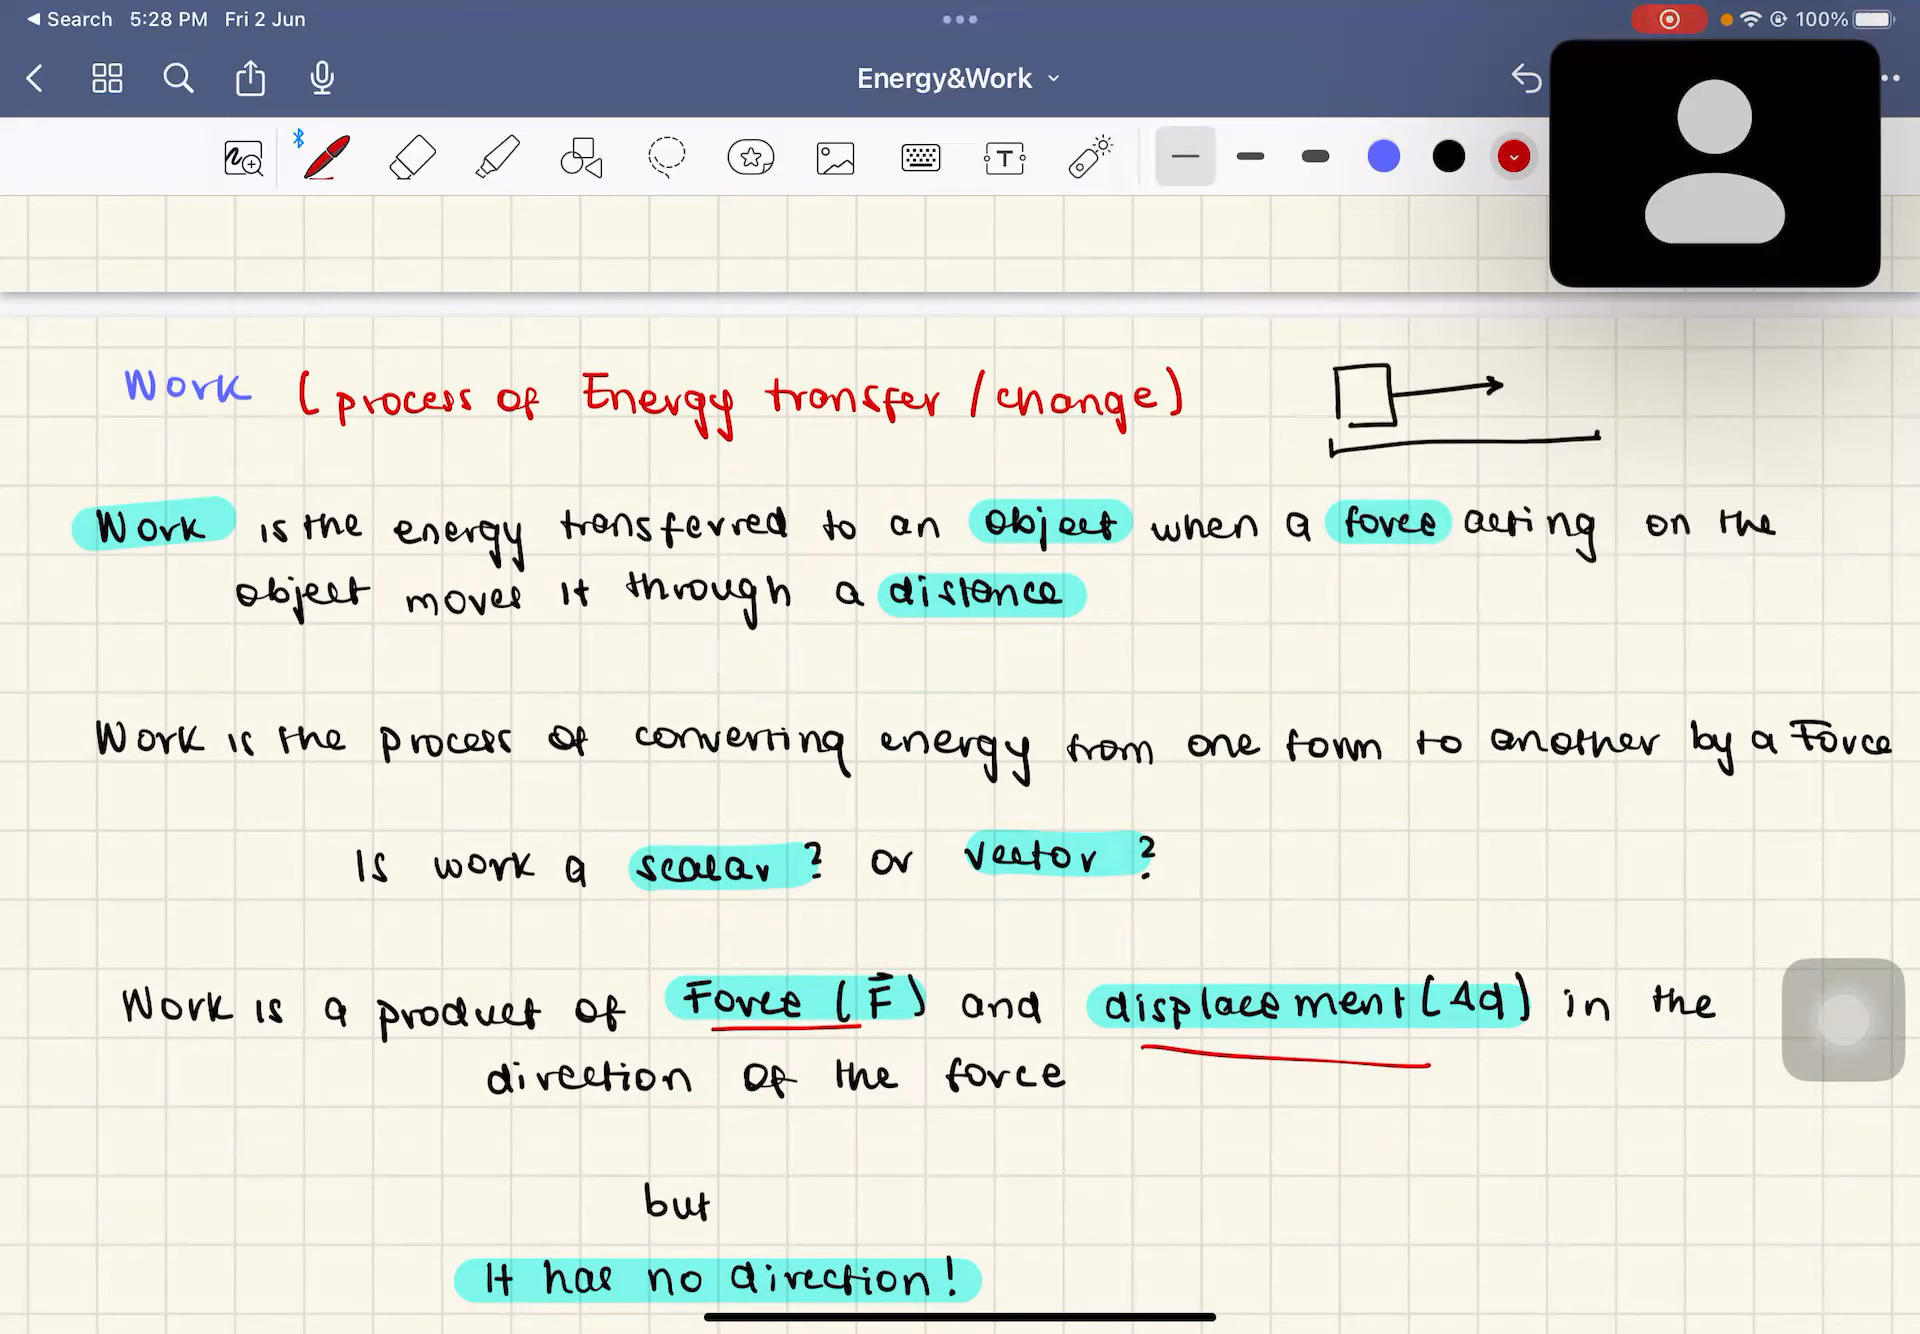 Search 5:28 PM Fri 2 Jun
100%
Energy&Work
T
Work (process of Energy transfer / change)
Work is the energy transferred to an object when a force acting on the
object moves it through a distance
Work is the process of converting energy from one form to another by a Force
Is work a scalar? or vector?
Work is a product of Force (F⃗) and displacement (Δd) in the
direction of the force
but
It has no direction!